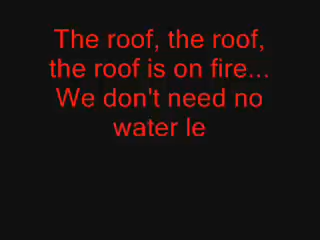 The roof, the roof,
the roof is on fire...
We don't need no
water le